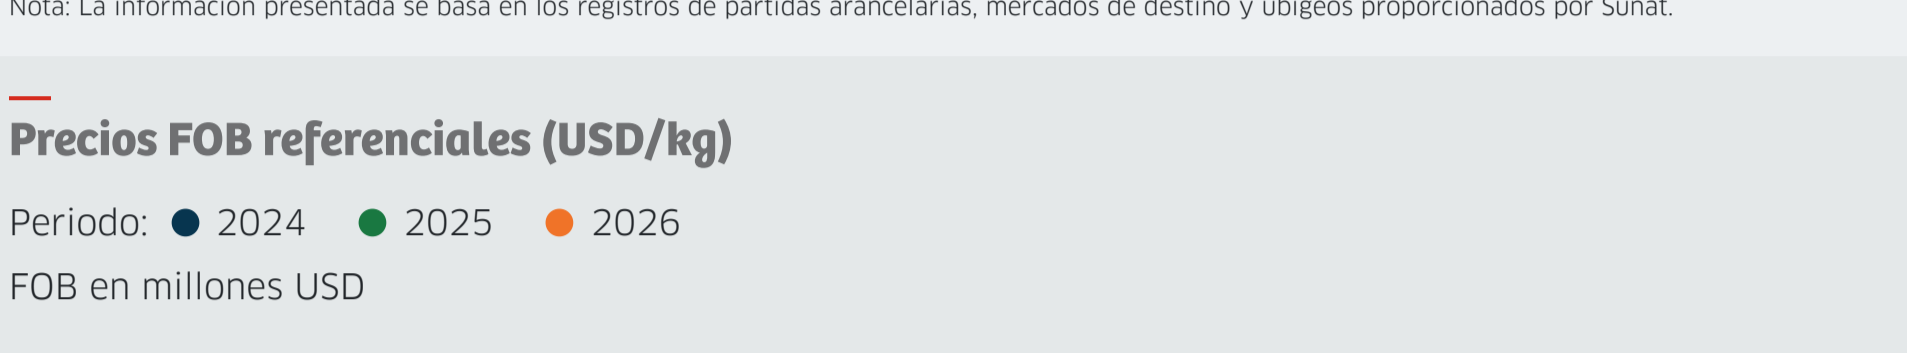 Nota: La información presentada se basa en los registros de partidas arancelarias, mercados de destino y ubigeos proporcionados por Sunat.
Precios FOB referenciales (USD/kg)
Periodo: 2024 2025 2026
FOB en millones USD